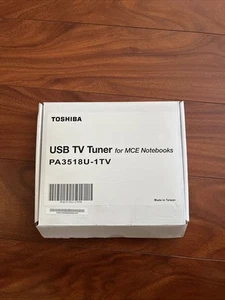 TOSHIBA
USB TV Tuner for MCE Notebooks
PA3518U-1TV
Made in Taiwan